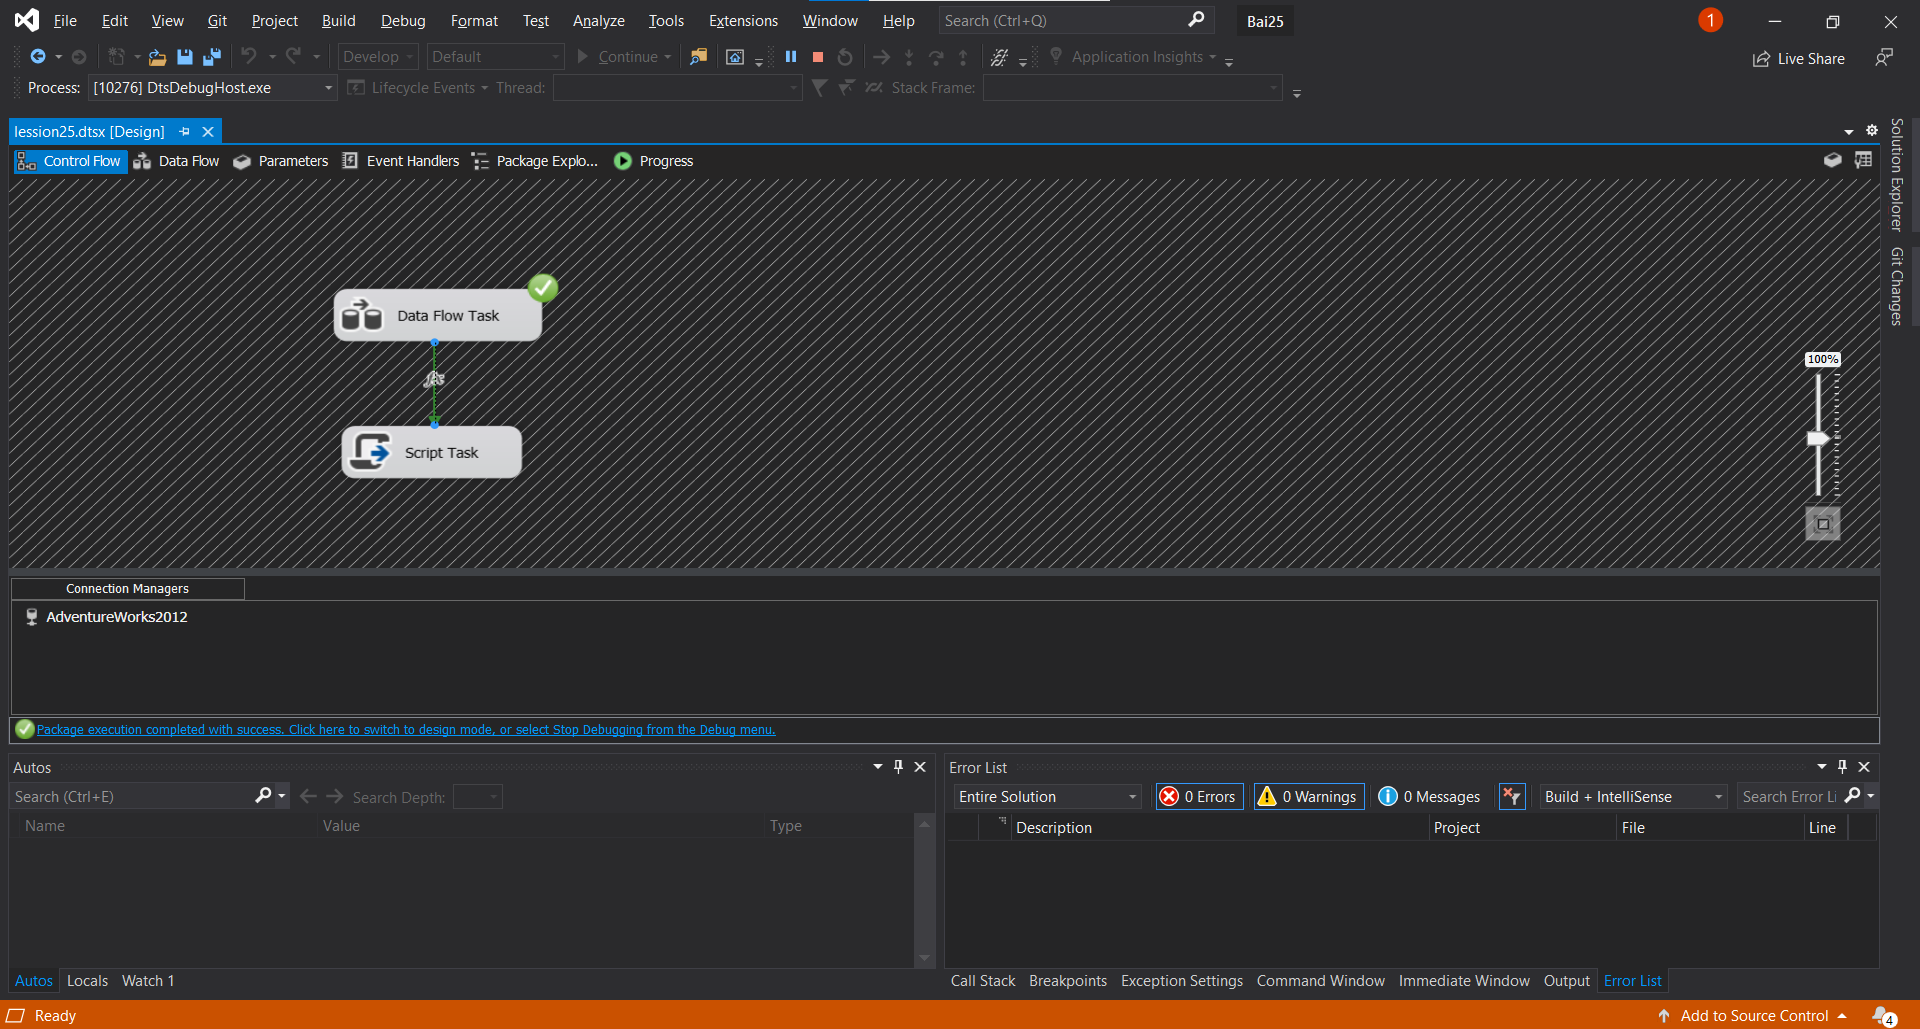 File Edit View Git Project Build Debug Format Test Analyze Tools Extensions Window Help Search (Ctrl+Q) Bai25 1
Develop Default Continue Application Insights Live Share
Process: [10276] DtsDebugHost.exe Lifecycle Events Thread: Stack Frame:
lession25.dtsx [Design]
Control Flow Data Flow Parameters Event Handlers Package Explo... Progress
Solution Explorer
Git Changes
Data Flow Task
fx
Script Task
100%
Connection Managers
AdventureWorks2012
Package execution completed with success. Click here to switch to design mode, or select Stop Debugging from the Debug menu.
Autos
Search (Ctrl+E) Search Depth:
Name Value Type
Autos Locals Watch 1
Error List
Entire Solution 0 Errors 0 Warnings 0 Messages Build + IntelliSense Search Error Li
Description Project File Line
Call Stack Breakpoints Exception Settings Command Window Immediate Window Output Error List
Ready Add to Source Control 4